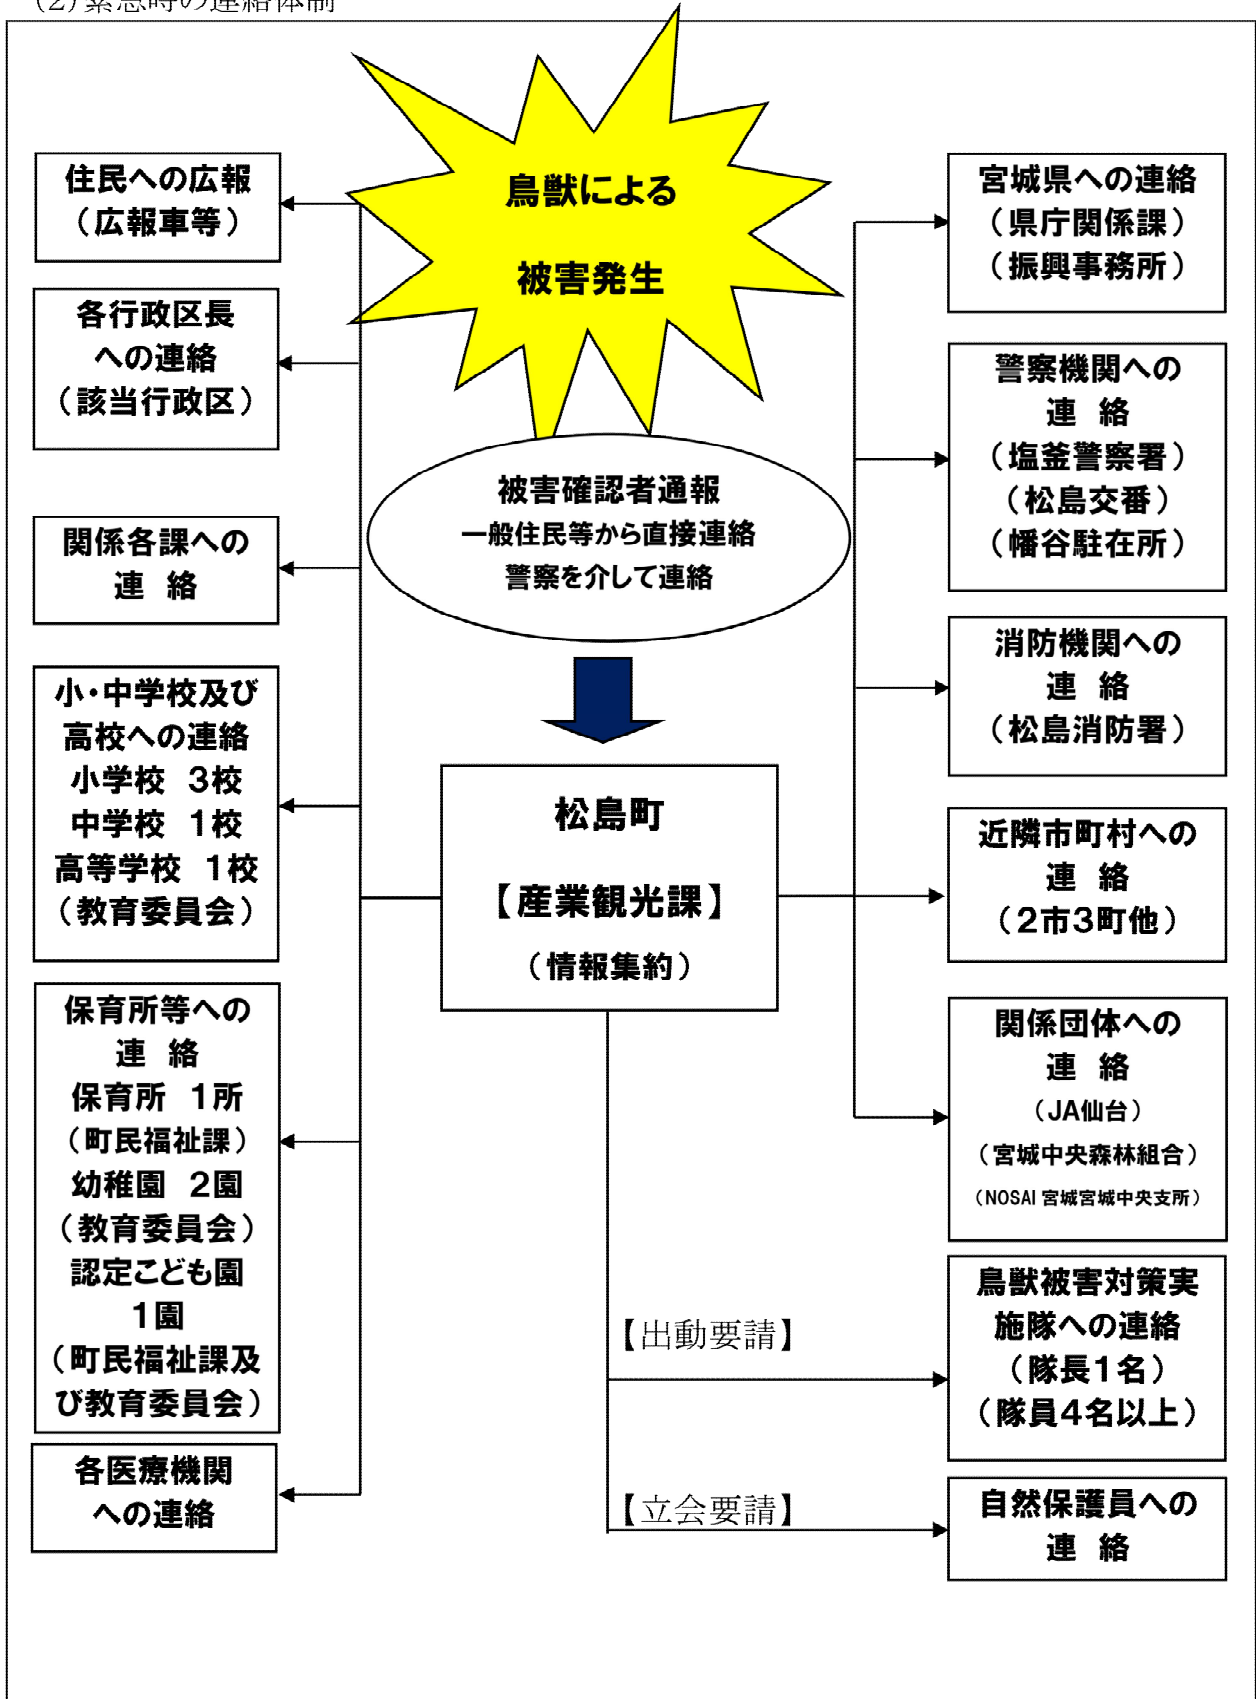 (2)緊急時の連絡体制
鳥獣による
被害発生
被害確認者通報
一般住民等から直接連絡
警察を介して連絡
松島町
【産業観光課】
(情報集約)
住民への広報
(広報車等)
各行政区長
への連絡
(該当行政区)
関係各課への
連 絡
小・中学校及び
高校への連絡
小学校 3校
中学校 1校
高等学校 1校
(教育委員会)
保育所等への
連 絡
保育所 1所
(町民福祉課)
幼稚園 2園
(教育委員会)
認定こども園
1園
(町民福祉課及
び教育委員会)
各医療機関
への連絡
宮城県への連絡
(県庁関係課)
(振興事務所)
警察機関への
連 絡
(塩釜警察署)
(松島交番)
(幡谷駐在所)
消防機関への
連 絡
(松島消防署)
近隣市町村への
連 絡
(2市3町他)
関係団体への
連 絡
(JA仙台)
(宮城中央森林組合)
(NOSAI 宮城宮城中央支所)
【出動要請】
鳥獣被害対策実
施隊への連絡
(隊長1名)
(隊員4名以上)
【立会要請】
自然保護員への
連 絡